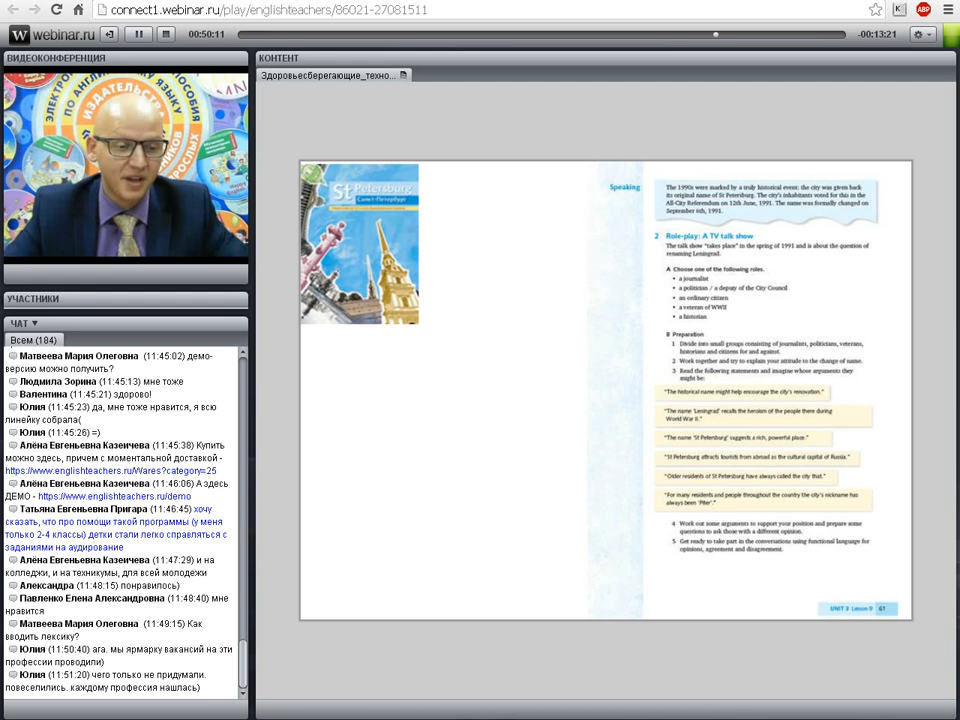 connect1.webinar.ru/play/englishteachers/86021-27081511
K
ABP
W webinar.ru
00:50:11
-00:13:21
ВИДЕОКОНФЕРЕНЦИЯ
ЭЛЕКТРОННЫЕ ПОСОБИЯ
ПО АНГЛИЙСКОМУ ЯЗЫКУ
ИЗДАТЕЛЬСТВО
УЧАСТНИКИ
ЧАТ
Всем (184)
Матвеева Мария Олеговна (11:45:02) демо-
версию можно получить?
Людмила Зорина (11:45:13) мне тоже
Валентина (11:45:21) здорово!
Юлия (11:45:23) да, мне тоже нравится, я всю
линейку собрала(
Юлия (11:45:26) =)
Алёна Евгеньевна Казеичева (11:45:38) Купить
можно здесь, причем с моментальной доставкой -
https://www.englishteachers.ru/Wares?category=25
Алёна Евгеньевна Казеичева (11:46:06) А здесь
ДЕМО - https://www.englishteachers.ru/demo
Татьяна Евгеньевна Пригара (11:46:45) хочу
сказать, что про помощи такой программы (у меня
только 2-4 классы) детки стали легко справляться с
заданиями на аудирование
Алёна Евгеньевна Казеичева (11:47:29) и на
колледжи, и на техникумы, для всей молодежи
Александра (11:48:15) понравилось)
Павленко Елена Александровна (11:48:40) мне
нравится
Матвеева Мария Олеговна (11:49:15) Как
вводить лексику?
Юлия (11:50:40) ага. мы ярмарку вакансий на эти
профессии проводили)
Юлия (11:51:20) чего только не придумали.
повеселились. каждому профессия нашлась)
КОНТЕНТ
Здоровьесберегающие_техно...
St Petersburg
Санкт-Петербург
Speaking
The 1990s were marked by a truly historical event: the city was given back
its original name of St Petersburg. The city's inhabitants voted for this in the
All-City Referendum on 12th June, 1991. The name was formally changed on
September 6th, 1991.
2 Role-play: A TV talk show
The talk show "takes place" in the spring of 1991 and is about the question of
renaming Leningrad.
A Choose one of the following roles.
• a journalist
• a politician / a deputy of the City Council
• an ordinary citizen
• a veteran of WWII
• a historian
B Preparation
1 Divide into small groups consisting of journalists, politicians, veterans,
historians and citizens for and against.
2 Work together and try to explain your attitude to the change of name.
3 Read the following statements and imagine whose arguments they
might be:
"The historical name might help encourage the city's renovation."
"The name 'Leningrad' recalls the heroism of the people there during
World War II."
"The name 'St Petersburg' suggests a rich, powerful place."
"St Petersburg attracts tourists from abroad as the cultural capital of Russia."
"Older residents of St Petersburg have always called the city that."
"For many residents and people throughout the country the city's nickname has
always been 'Piter'."
4 Work out some arguments to support your position and prepare some
questions to ask those with a different opinion.
5 Get ready to take part in the conversations using functional language for
opinions, agreement and disagreement.
UNIT 3 Lesson 9 61